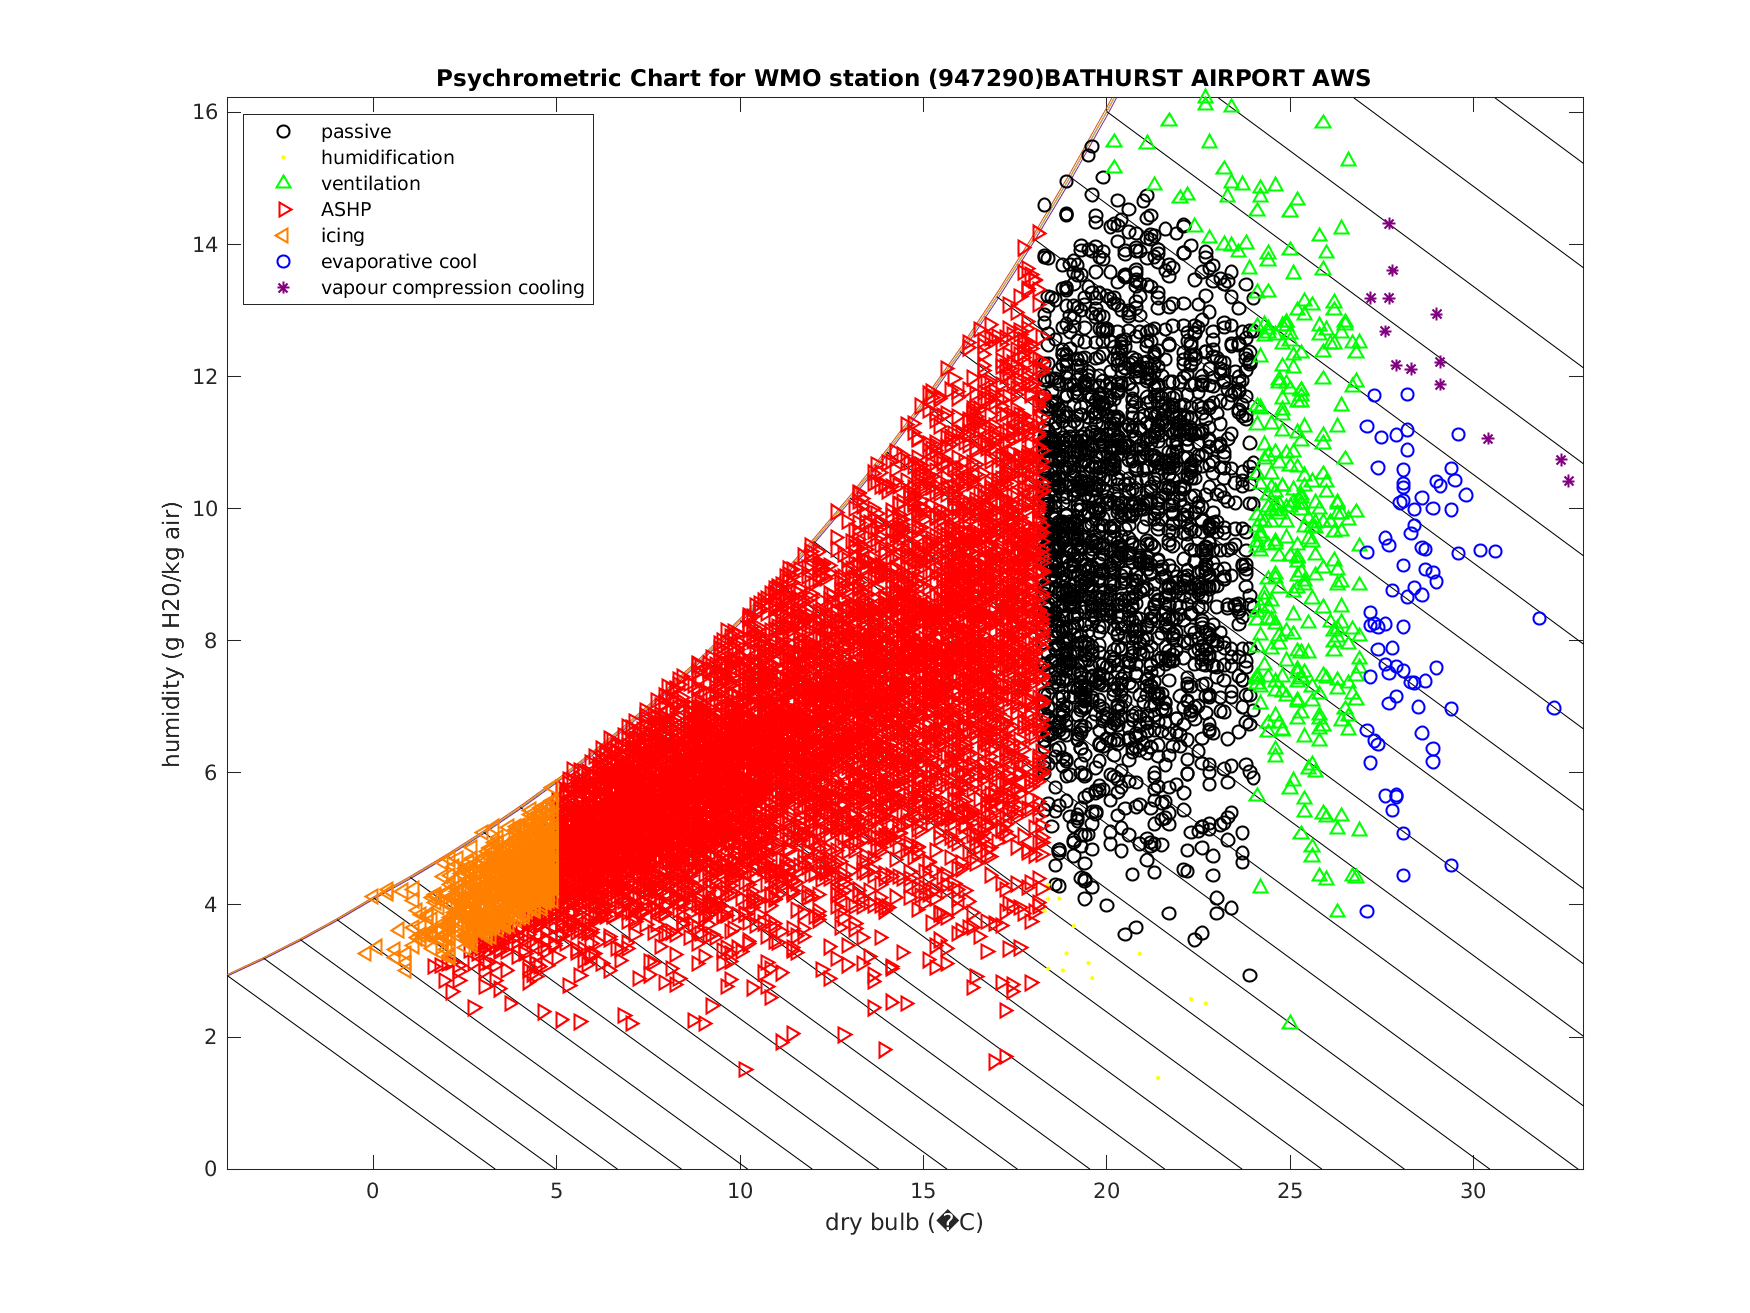 Psychrometric Chart for WMO station (947290)BATHURST AIRPORT AWS
passive
humidification
ventilation
ASHP
icing
evaporative cool
vapour compression cooling
humidity (g H20/kg air)
16
14
12
10
8
6
4
2
0
0 5 10 15 20 25 30
dry bulb (�C)